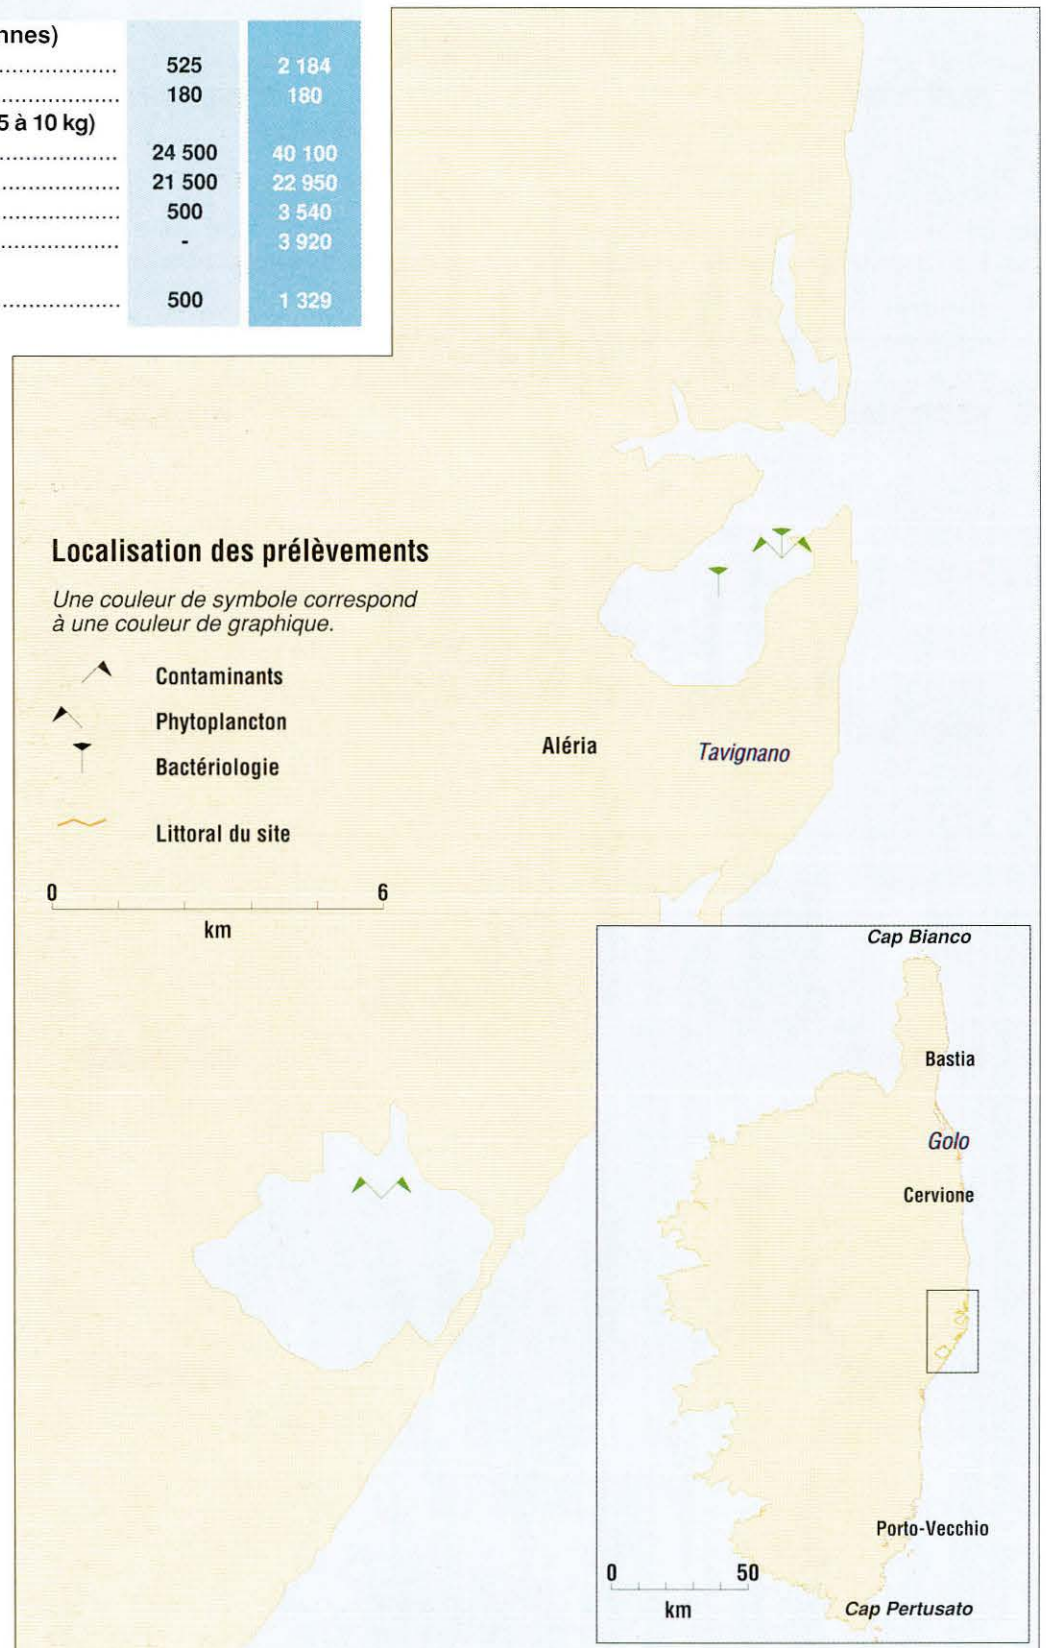 nnes)
.................. 525 2 184
.................. 180 180
5 à 10 kg)
.................. 24 500 40 100
.................. 21 500 22 950
.................. 500 3 540
.................. - 3 920
.................. 500 1 329
Localisation des prélèvements
Une couleur de symbole correspond
à une couleur de graphique.
Contaminants
Phytoplancton
Bactériologie
Littoral du site
0 6
km
Aléria
Tavignano
Cap Bianco
Bastia
Golo
Cervione
Porto-Vecchio
0 50
km
Cap Pertusato